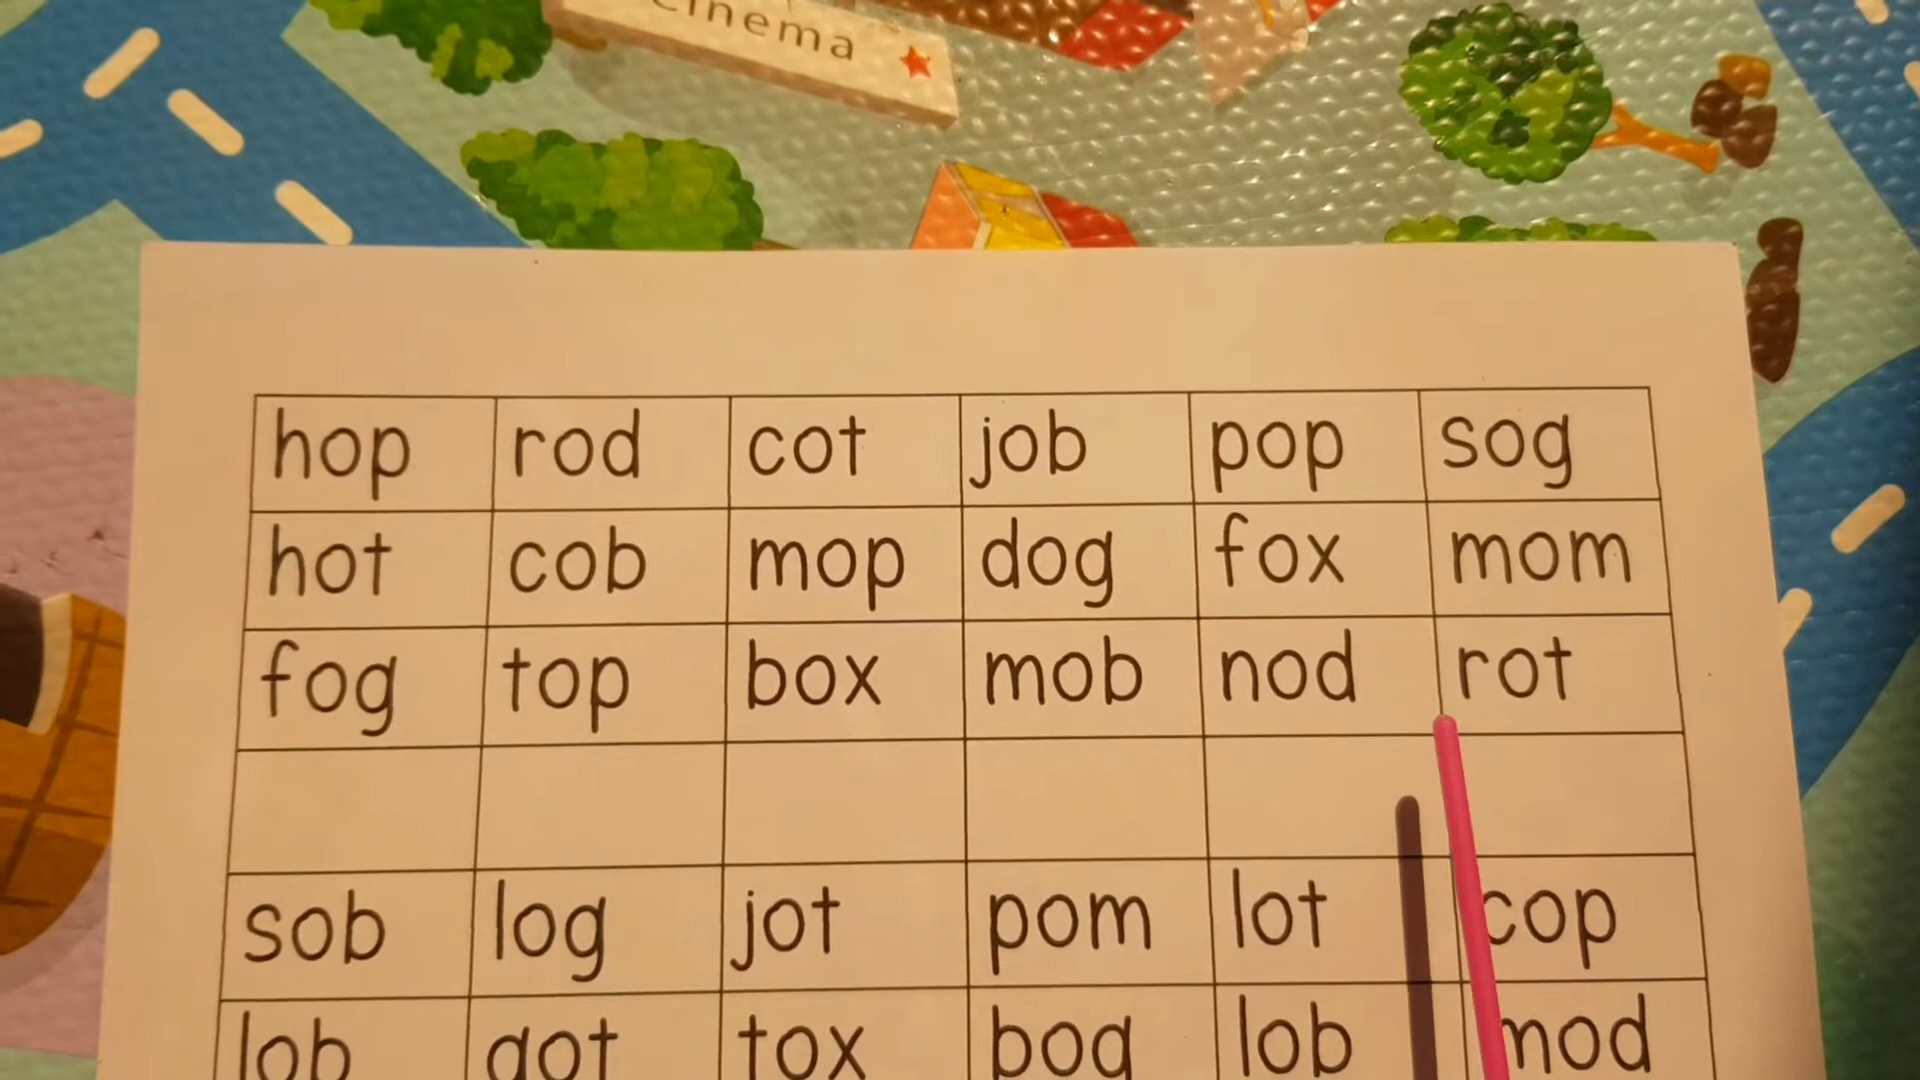 cinema
hop rod cot job pop sog
hot cob mop dog fox mom
fog top box mob nod rot
sob log jot pom lot cop
lob tox lob mod